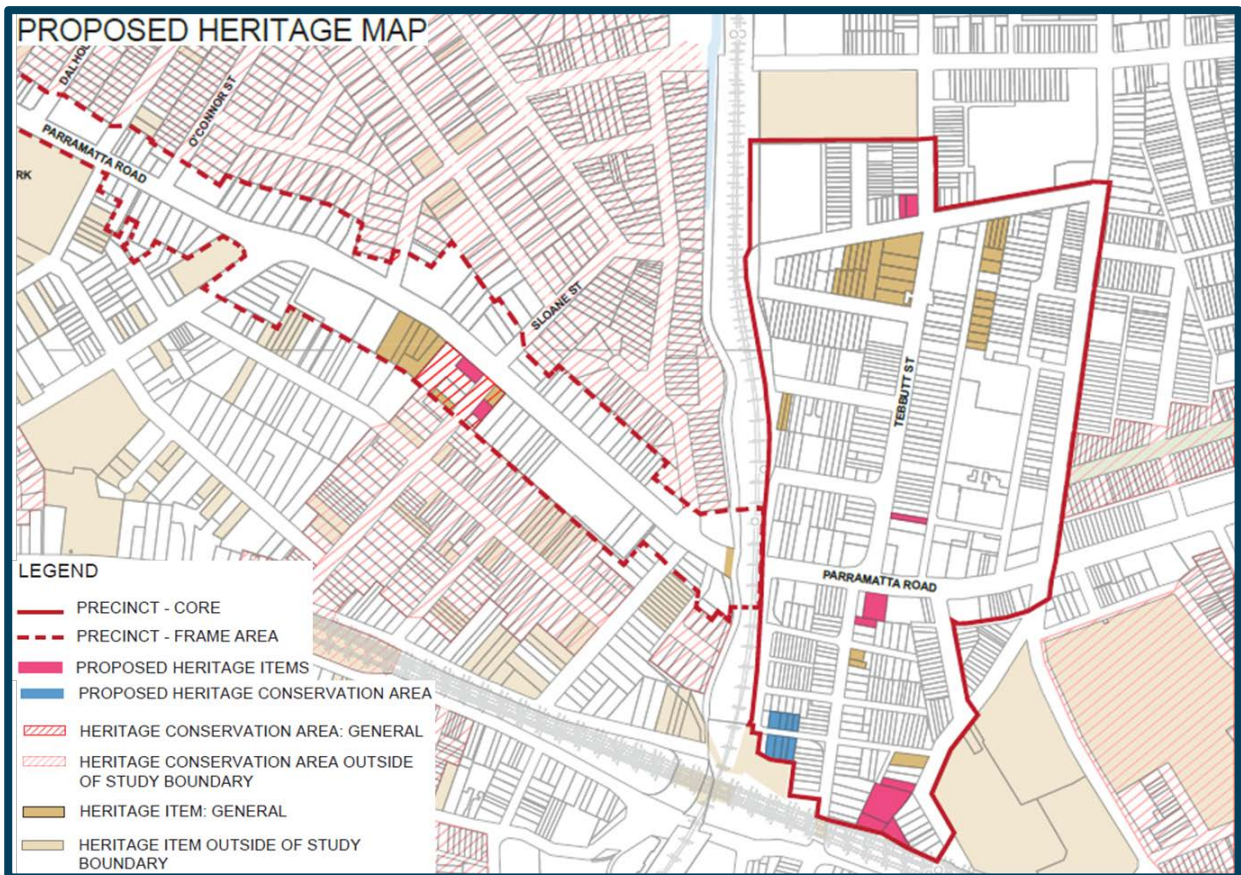 PROPOSED HERITAGE MAP
DALHOU
O'CONNOR ST
PARRAMATTA ROAD
RK
SLOANE ST
TEBBUTT ST
PARRAMATTA ROAD
LEGEND
PRECINCT - CORE
PRECINCT - FRAME AREA
PROPOSED HERITAGE ITEMS
PROPOSED HERITAGE CONSERVATION AREA
HERITAGE CONSERVATION AREA: GENERAL
HERITAGE CONSERVATION AREA OUTSIDE
OF STUDY BOUNDARY
HERITAGE ITEM: GENERAL
HERITAGE ITEM OUTSIDE OF STUDY
BOUNDARY